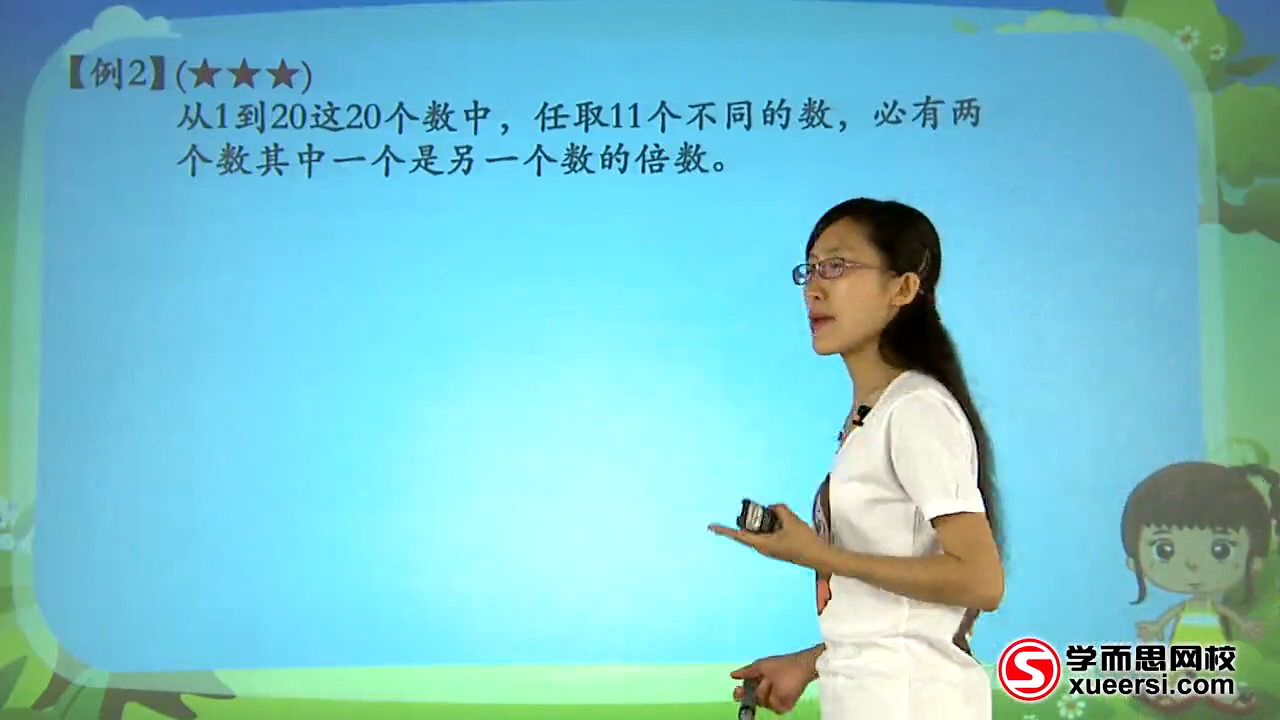 【例2】(★★★)
从1到20这20个数中，任取11个不同的数，必有两
个数其中一个是另一个数的倍数。
学而思网校
xueersi.com